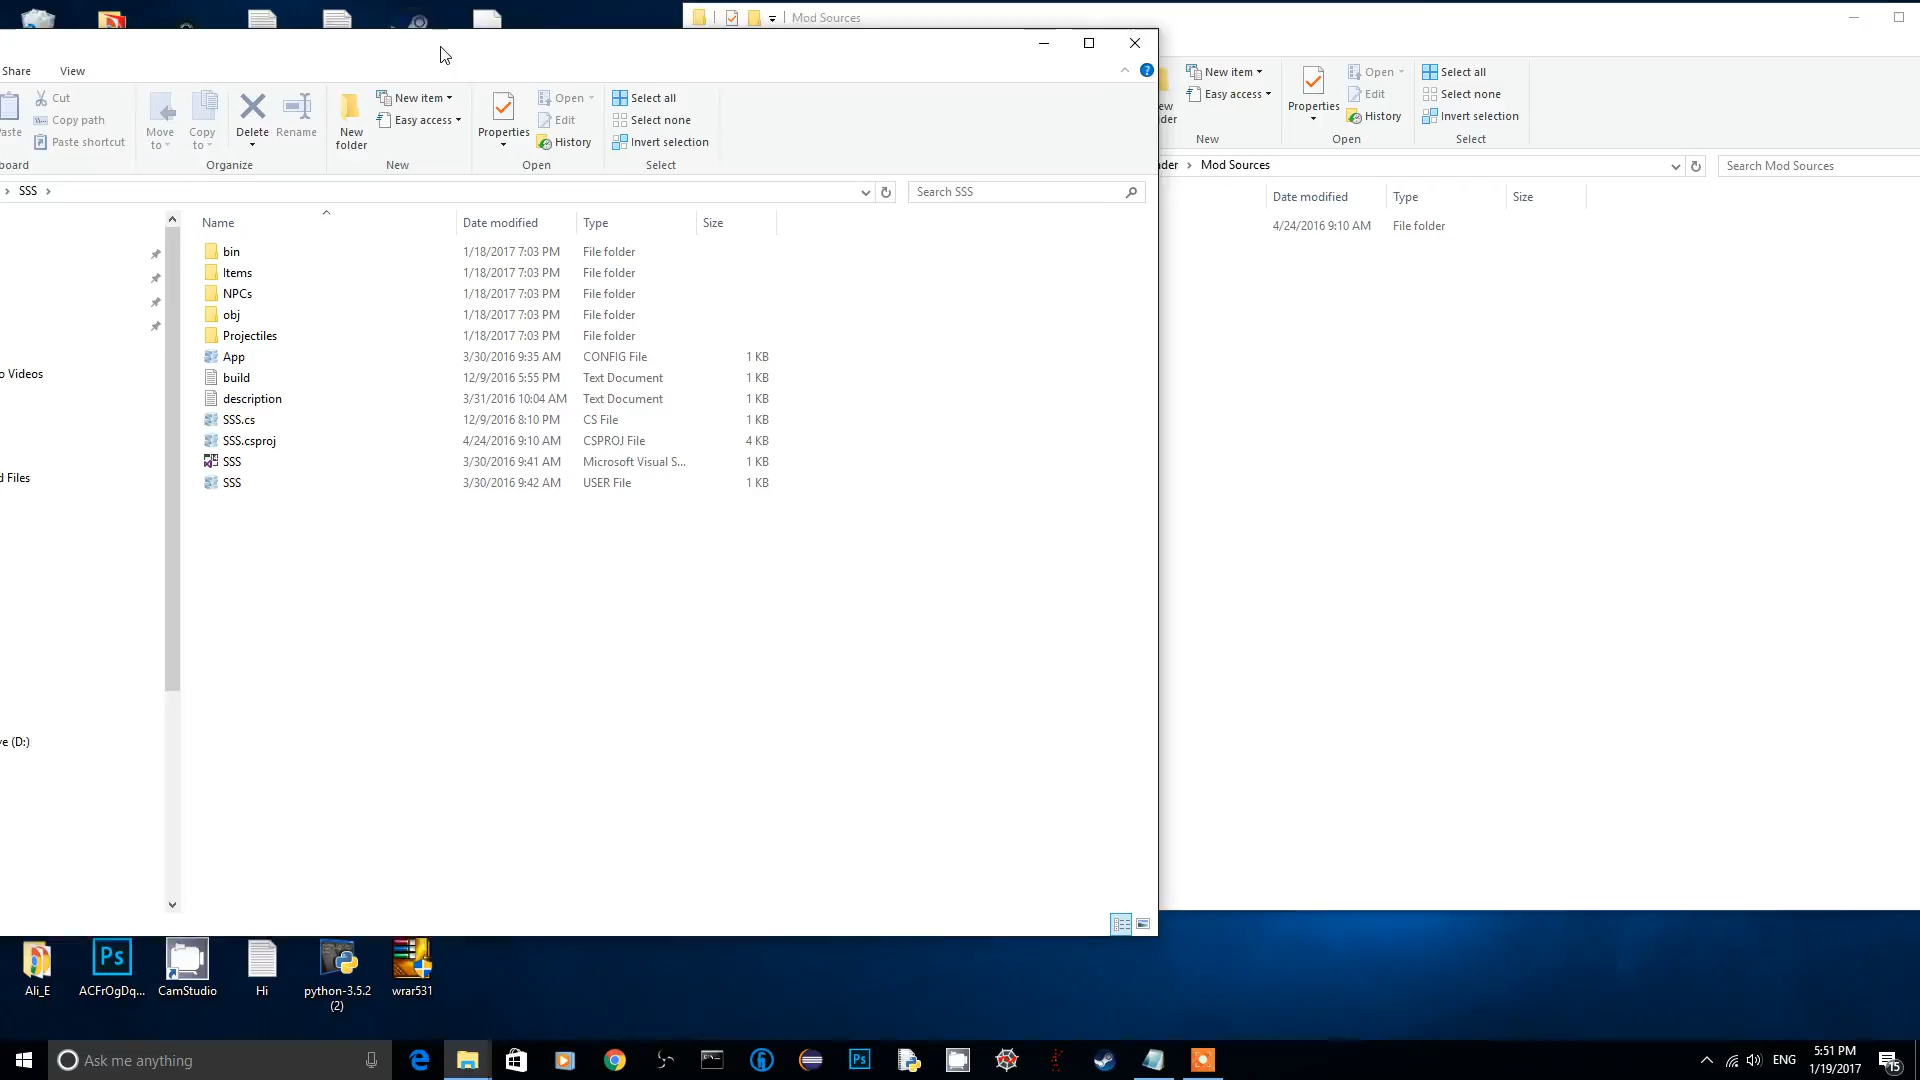 Mod Sources
Share View
Cut
Copy path
Paste shortcut
Move to
Copy to
Delete
Rename
Organize
New folder
New item
Easy access
New
Properties
Open
Edit
History
Open
Select all
Select none
Invert selection
Select
New item
Easy access
New
Properties
Open
Edit
History
Open
Select all
Select none
Invert selection
Select
SSS
Search SSS
Mod Sources
Search Mod Sources
Name Date modified Type Size
bin 1/18/2017 7:03 PM File folder
Items 1/18/2017 7:03 PM File folder
NPCs 1/18/2017 7:03 PM File folder
obj 1/18/2017 7:03 PM File folder
Projectiles 1/18/2017 7:03 PM File folder
App 3/30/2016 9:35 AM CONFIG File 1 KB
build 12/9/2016 5:55 PM Text Document 1 KB
description 3/31/2016 10:04 AM Text Document 1 KB
SSS.cs 12/9/2016 8:10 PM CS File 1 KB
SSS.csproj 4/24/2016 9:10 AM CSPROJ File 4 KB
SSS 3/30/2016 9:41 AM Microsoft Visual S... 1 KB
SSS 3/30/2016 9:42 AM USER File 1 KB
Date modified Type Size
4/24/2016 9:10 AM File folder
o Videos
d Files
ve (D:)
Ps
Ali_E
ACFrOgDq...
CamStudio
Hi
python-3.5.2 (2)
wrar531
Ask me anything
Ps
ENG
5:51 PM
1/19/2017
15